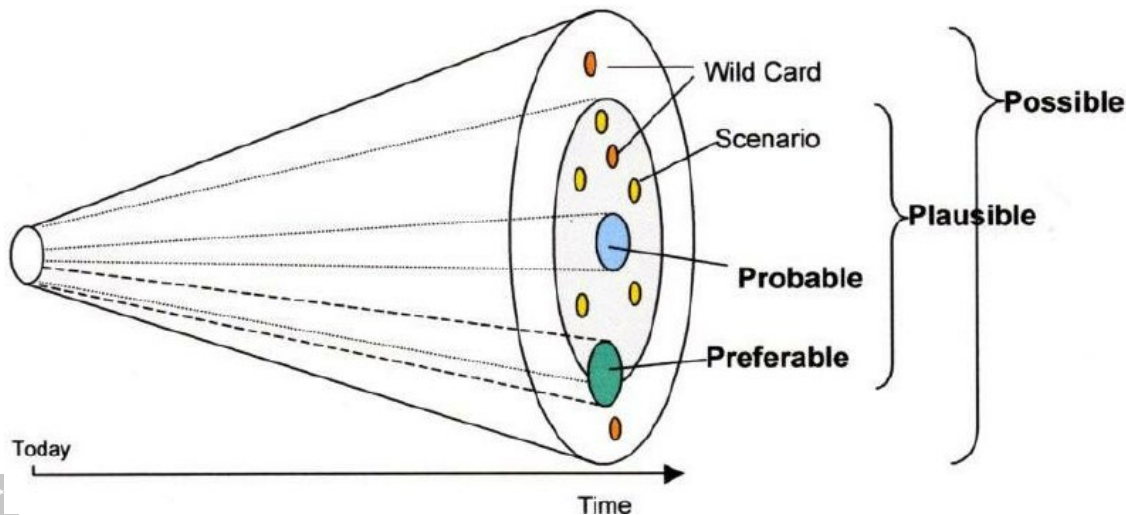 Wild Card
Possible
Scenario
Plausible
Probable
Preferable
Today
Time